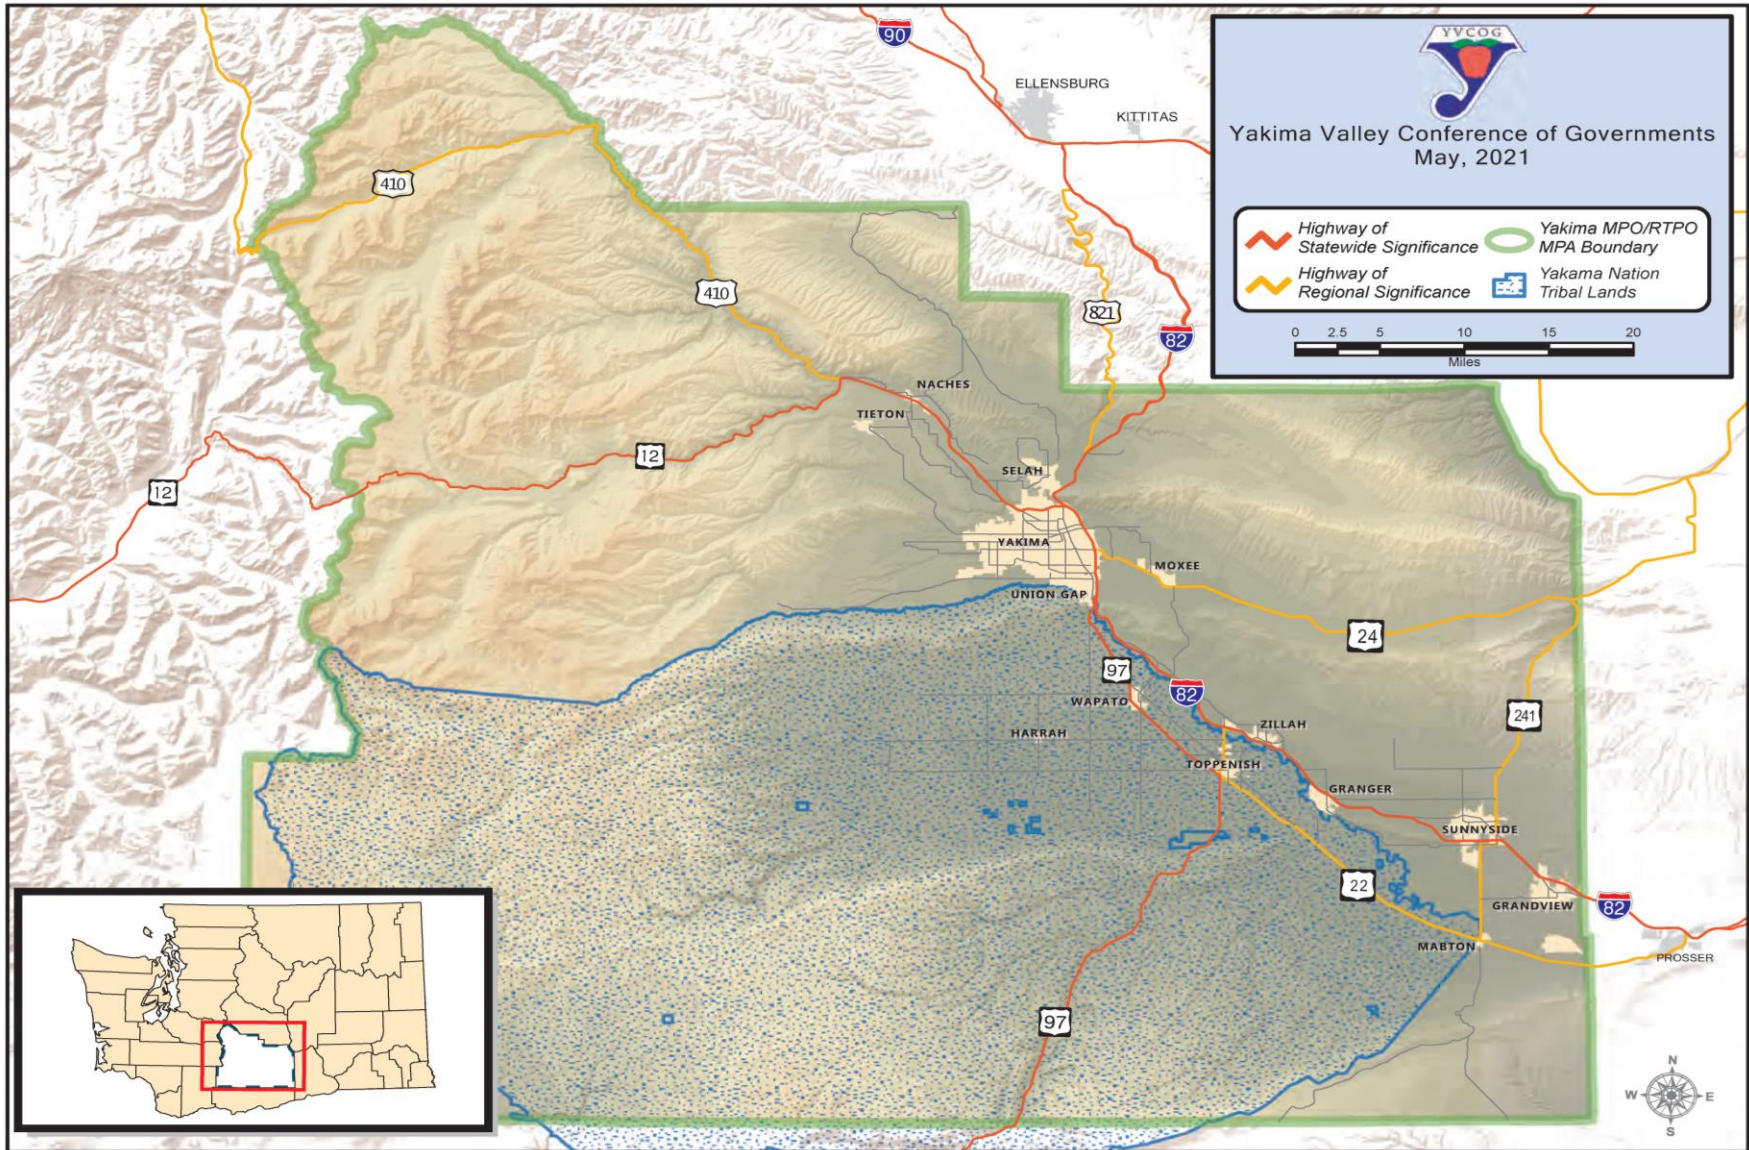 90
ELLENSBURG
KITTITAS
YVCOG
Yakima Valley Conference of Governments
May, 2021
Highway of
Statewide Significance
Yakima MPO/RTPO
MPA Boundary
Highway of
Regional Significance
Yakama Nation
Tribal Lands
0 2.5 5 10 15 20
Miles
410
410
821
82
NACHES
TIETON
12
12
SELAH
YAKIMA
MOXEE
UNION GAP
24
97
82
WAPATO
241
ZILLAH
HARRAH
TOPPENISH
GRANGER
SUNNYSIDE
22
GRANDVIEW
82
MABTON
PROSSER
97
N
W E
S